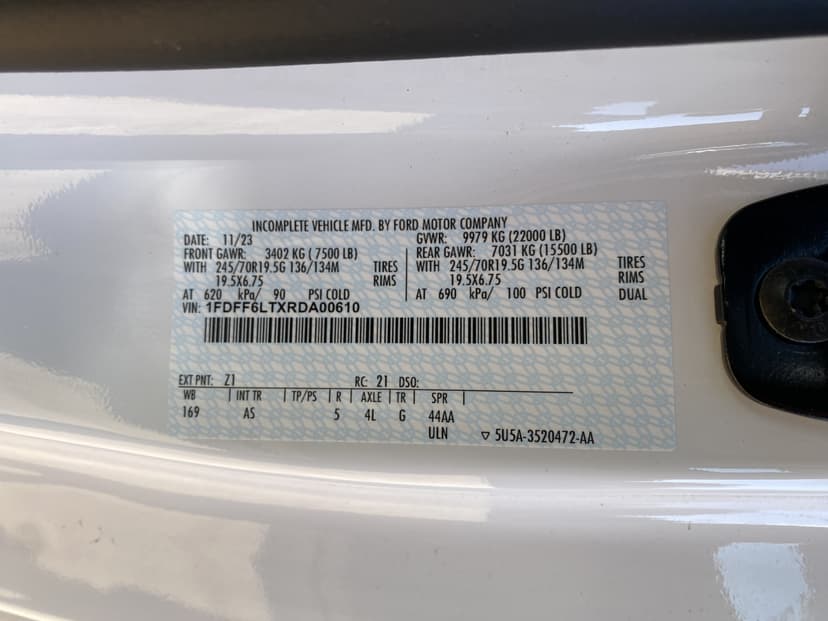 INCOMPLETE VEHICLE MFD. BY FORD MOTOR COMPANY
DATE: 11/23 GVWR: 9979 KG (22000 LB)
FRONT GAWR: 3402 KG ( 7500 LB) REAR GAWR: 7031 KG (15500 LB)
WITH 245/70R19.5G 136/134M TIRES WITH 245/70R19.5G 136/134M TIRES
19.5X6.75 RIMS 19.5X6.75 RIMS
AT 620 kPa/ 90 PSI COLD AT 690 kPa/ 100 PSI COLD DUAL
VIN: 1FDFF6LTXRDA00610
EXT PNT: Z1 RC: 21 DSO:
WB INT TR TP/PS R AXLE TR SPR
169 AS 5 4L G 44AA
ULN ▽ 5U5A-3520472-AA